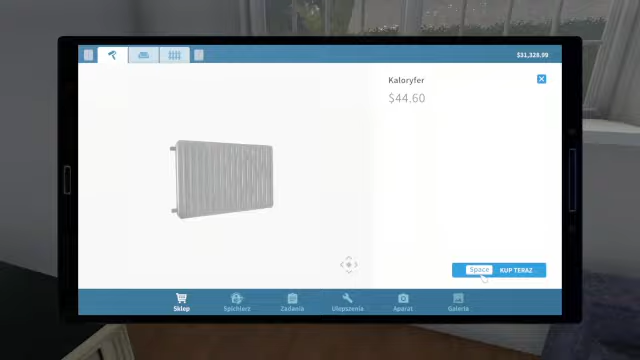 $31,328.99
Kaloryfer
$44.60
Space KUP TERAZ
Sklep Spichlerz Zadania Ulepszenia Aparat Galeria